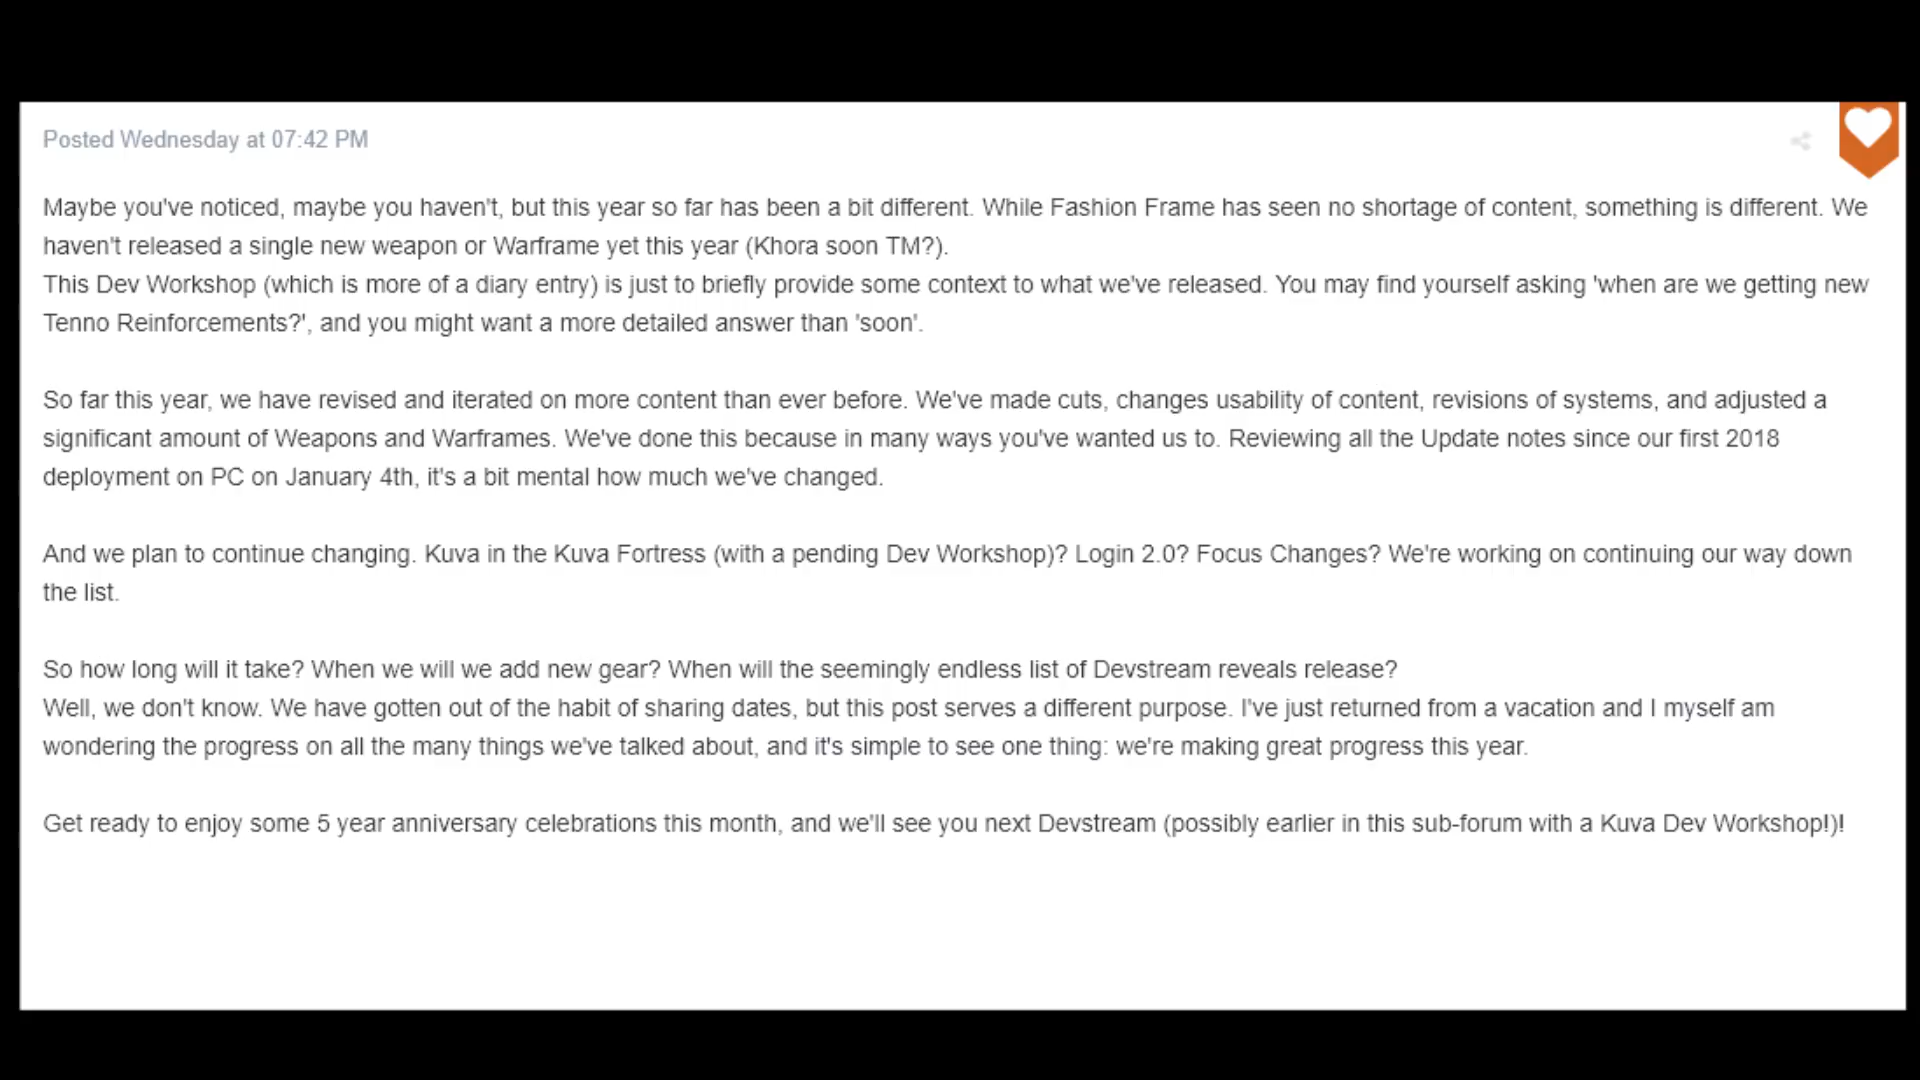 Posted Wednesday at 07:42 PM
Maybe you've noticed, maybe you haven't, but this year so far has been a bit different. While Fashion Frame has seen no shortage of content, something is different. We
haven't released a single new weapon or Warframe yet this year (Khora soon TM?).
This Dev Workshop (which is more of a diary entry) is just to briefly provide some context to what we've released. You may find yourself asking 'when are we getting new
Tenno Reinforcements?', and you might want a more detailed answer than 'soon'.
So far this year, we have revised and iterated on more content than ever before. We've made cuts, changes usability of content, revisions of systems, and adjusted a
significant amount of Weapons and Warframes. We've done this because in many ways you've wanted us to. Reviewing all the Update notes since our first 2018
deployment on PC on January 4th, it's a bit mental how much we've changed.
And we plan to continue changing. Kuva in the Kuva Fortress (with a pending Dev Workshop)? Login 2.0? Focus Changes? We're working on continuing our way down
the list.
So how long will it take? When we will we add new gear? When will the seemingly endless list of Devstream reveals release?
Well, we don't know. We have gotten out of the habit of sharing dates, but this post serves a different purpose. I've just returned from a vacation and I myself am
wondering the progress on all the many things we've talked about, and it's simple to see one thing: we're making great progress this year.
Get ready to enjoy some 5 year anniversary celebrations this month, and we'll see you next Devstream (possibly earlier in this sub-forum with a Kuva Dev Workshop!)!